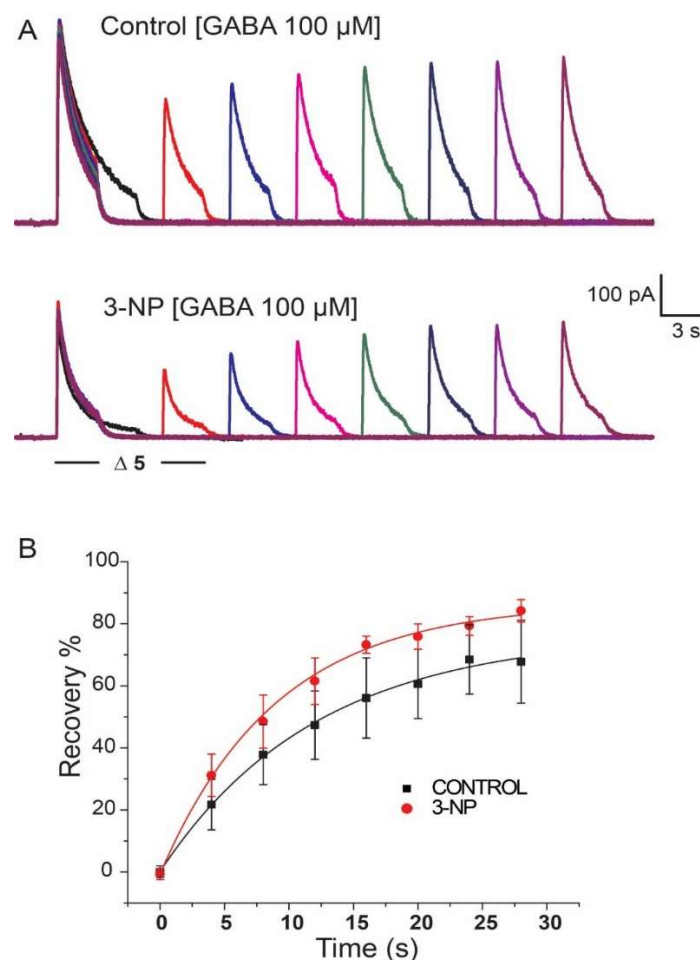 A
Control [GABA 100 µM]
3-NP [GABA 100 µM]
100 pA
3 s
Δ 5
B
100
80
60
40
20
0
Recovery %
CONTROL
3-NP
0 5 10 15 20 25 30
Time (s)